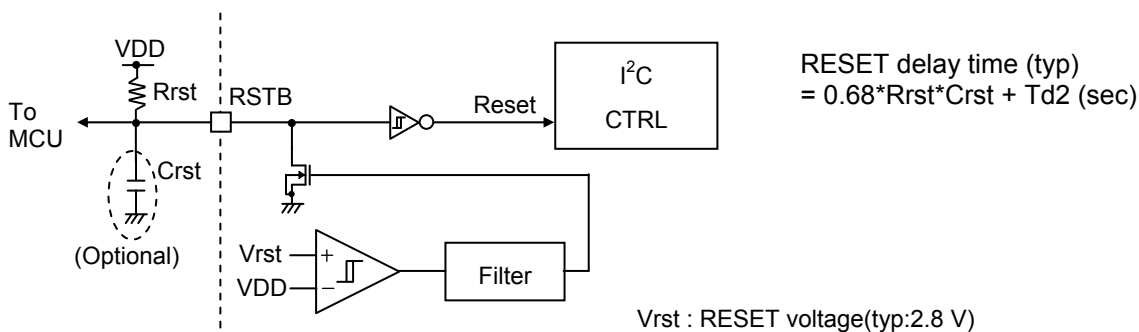 VDD
Rrst
RSTB
To
MCU
Crst
(Optional)
Reset
I²C
CTRL
RESET delay time (typ)
= 0.68*Rrst*Crst + Td2 (sec)
Vrst
+
VDD
−
Filter
Vrst : RESET voltage(typ:2.8 V)